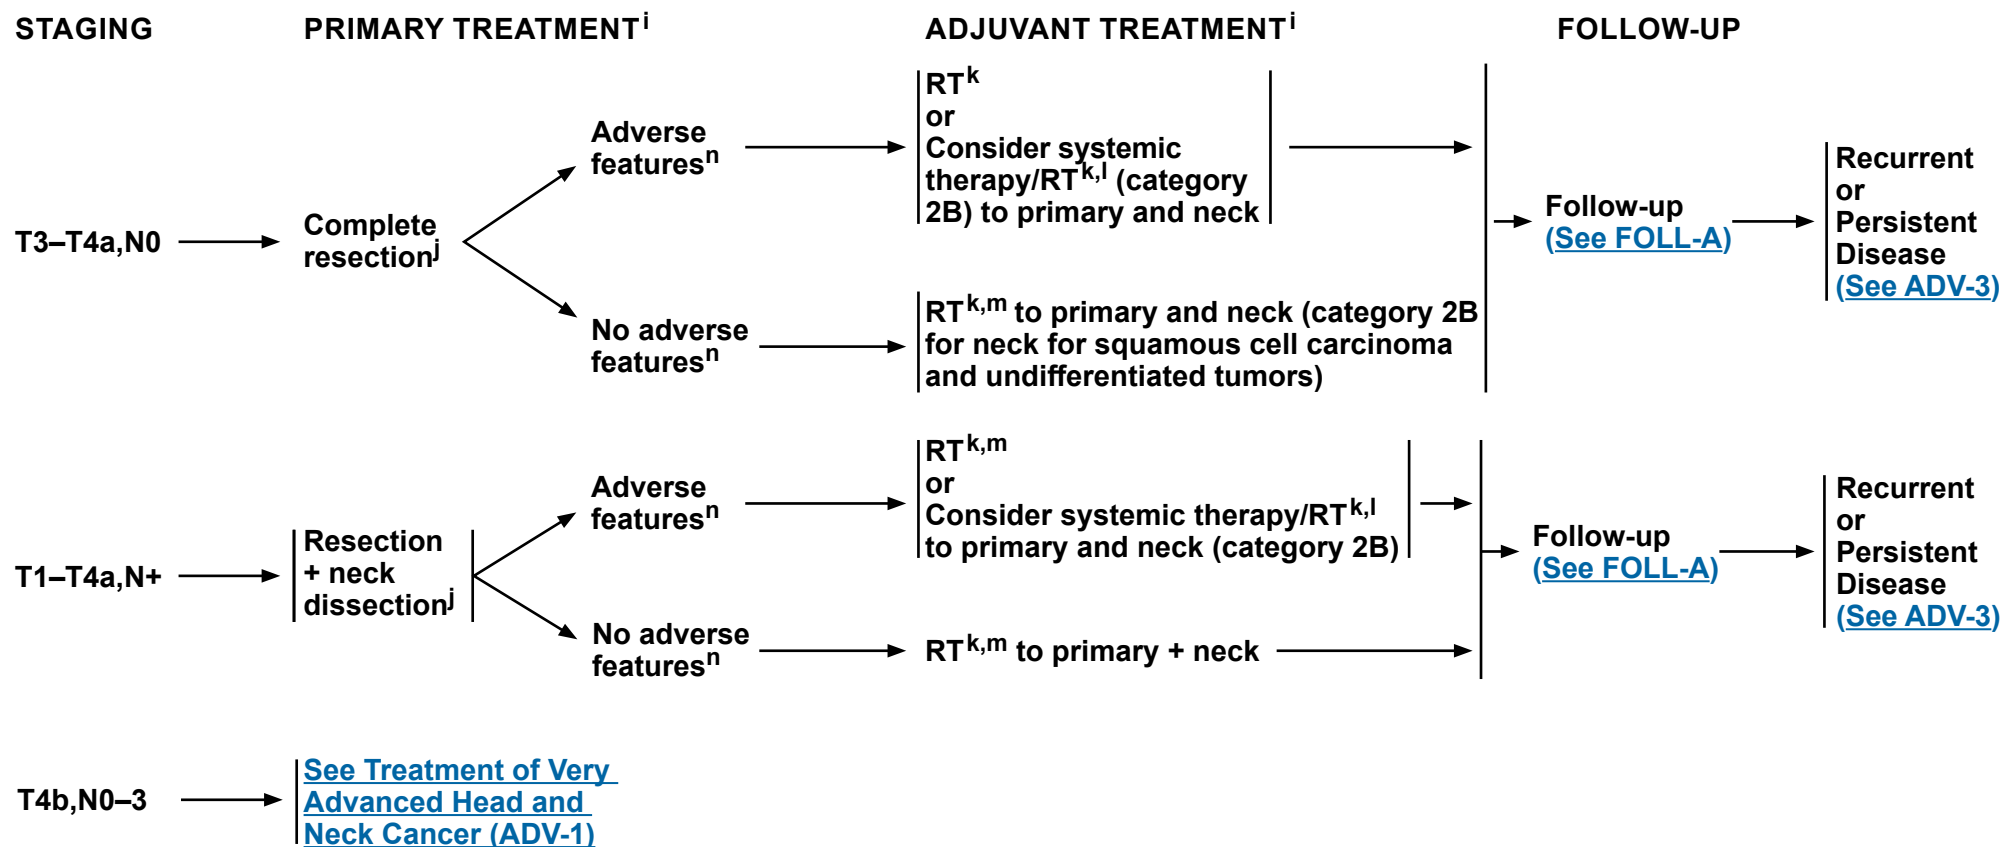 STAGING
PRIMARY TREATMENTi
ADJUVANT TREATMENTi
FOLLOW-UP
T3–T4a,N0
Complete
resectionj
Adverse
featuresn
RTk
or
Consider systemic
therapy/RTk,l (category
2B) to primary and neck
No adverse
featuresn
RTk,m to primary and neck (category 2B
for neck for squamous cell carcinoma
and undifferentiated tumors)
Follow-up
(See FOLL-A)
Recurrent
or
Persistent
Disease
(See ADV-3)
T1–T4a,N+
Resection
+ neck
dissectionj
Adverse
featuresn
RTk,m
or
Consider systemic therapy/RTk,l
to primary and neck (category 2B)
No adverse
featuresn
RTk,m to primary + neck
Follow-up
(See FOLL-A)
Recurrent
or
Persistent
Disease
(See ADV-3)
T4b,N0–3
See Treatment of Very
Advanced Head and
Neck Cancer (ADV-1)